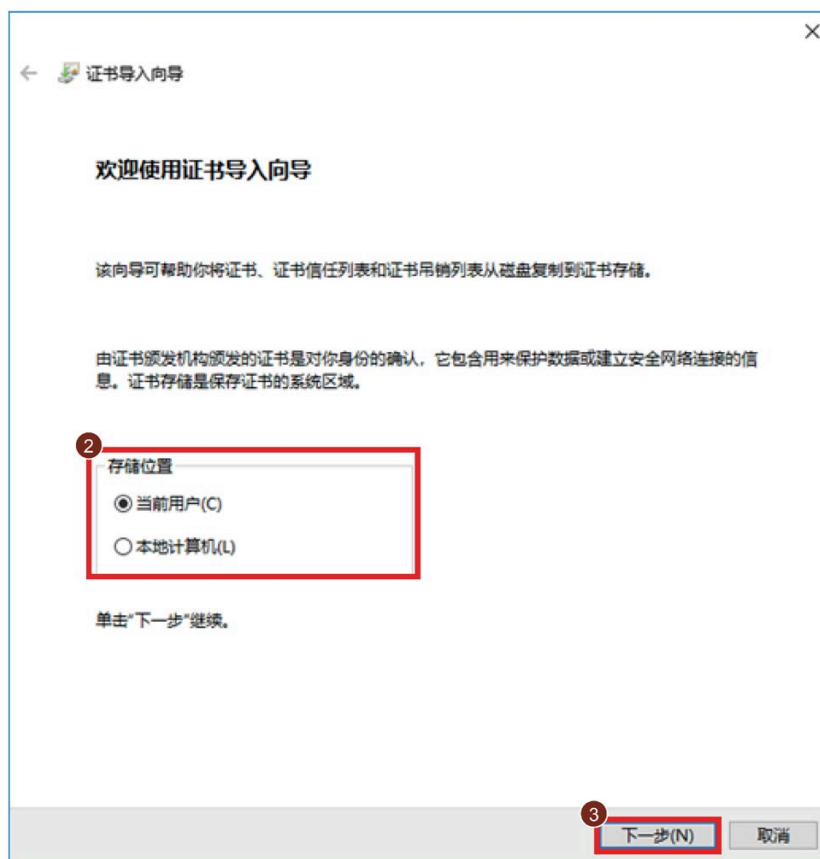 证书导入向导
欢迎使用证书导入向导
该向导可帮助你将证书、证书信任列表和证书吊销列表从磁盘复制到证书存储。
由证书颁发机构颁发的证书是对你身份的确认，它包含用来保护数据或建立安全网络连接的信
息。证书存储是保存证书的系统区域。
2
存储位置
当前用户(C)
本地计算机(L)
单击"下一步"继续。
3
下一步(N)
取消